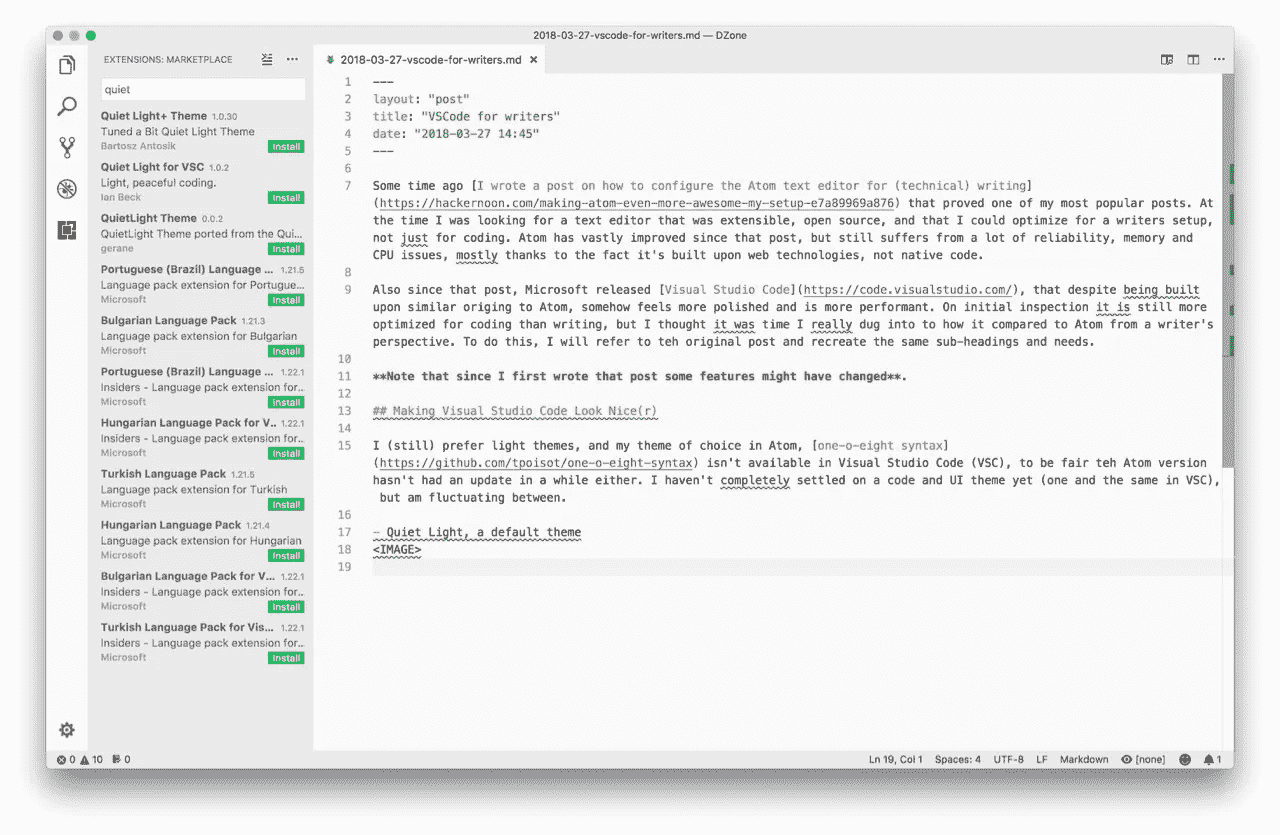 2018-03-27-vscode-for-writers.md — DZone
EXTENSIONS: MARKETPLACE
quiet
Quiet Light+ Theme 1.0.30
Tuned a Bit Quiet Light Theme
Bartosz Antosik
Install
Quiet Light for VSC 1.0.2
Light, peaceful coding.
Ian Beck
Install
QuietLight Theme 0.0.2
QuietLight Theme ported from the Qui...
gerane
Install
Portuguese (Brazil) Language ... 1.21.5
Language pack extension for Portugue...
Microsoft
Install
Bulgarian Language Pack 1.21.3
Language pack extension for Bulgarian
Microsoft
Install
Portuguese (Brazil) Language ... 1.22.1
Insiders - Language pack extension for...
Microsoft
Install
Hungarian Language Pack for V... 1.22.1
Insiders - Language pack extension for...
Microsoft
Install
Turkish Language Pack 1.21.5
Language pack extension for Turkish
Microsoft
Install
Hungarian Language Pack 1.21.4
Language pack extension for Hungarian
Microsoft
Install
Bulgarian Language Pack for V... 1.22.1
Insiders - Language pack extension for...
Microsoft
Install
Turkish Language Pack for Vis... 1.22.1
Insiders - Language pack extension for...
Microsoft
Install
2018-03-27-vscode-for-writers.md ×
1 ---
2 layout: "post"
3 title: "VSCode for writers"
4 date: "2018-03-27 14:45"
5 ---
6
7 Some time ago [I wrote a post on how to configure the Atom text editor for (technical) writing]
(https://hackernoon.com/making-atom-even-more-awesome-my-setup-e7a89969a876) that proved one of my most popular posts. At
the time I was looking for a text editor that was extensible, open source, and that I could optimize for a writers setup,
not just for coding. Atom has vastly improved since that post, but still suffers from a lot of reliability, memory and
CPU issues, mostly thanks to the fact it's built upon web technologies, not native code.
8
9 Also since that post, Microsoft released [Visual Studio Code](https://code.visualstudio.com/), that despite being built
upon similar origing to Atom, somehow feels more polished and is more performant. On initial inspection it is still more
optimized for coding than writing, but I thought it was time I really dug into to how it compared to Atom from a writer's
perspective. To do this, I will refer to teh original post and recreate the same sub-headings and needs.
10
11 **Note that since I first wrote that post some features might have changed**.
12
13 ## Making Visual Studio Code Look Nice(r)
14
15 I (still) prefer light themes, and my theme of choice in Atom, [one-o-eight syntax]
(https://github.com/tpoisot/one-o-eight-syntax) isn't available in Visual Studio Code (VSC), to be fair teh Atom version
hasn't had an update in a while either. I haven't completely settled on a code and UI theme yet (one and the same in VSC),
but am fluctuating between.
16
17 - Quiet Light, a default theme
18 <IMAGE>
19
0 10 0
Ln 19, Col 1 Spaces: 4 UTF-8 LF Markdown [none] 1